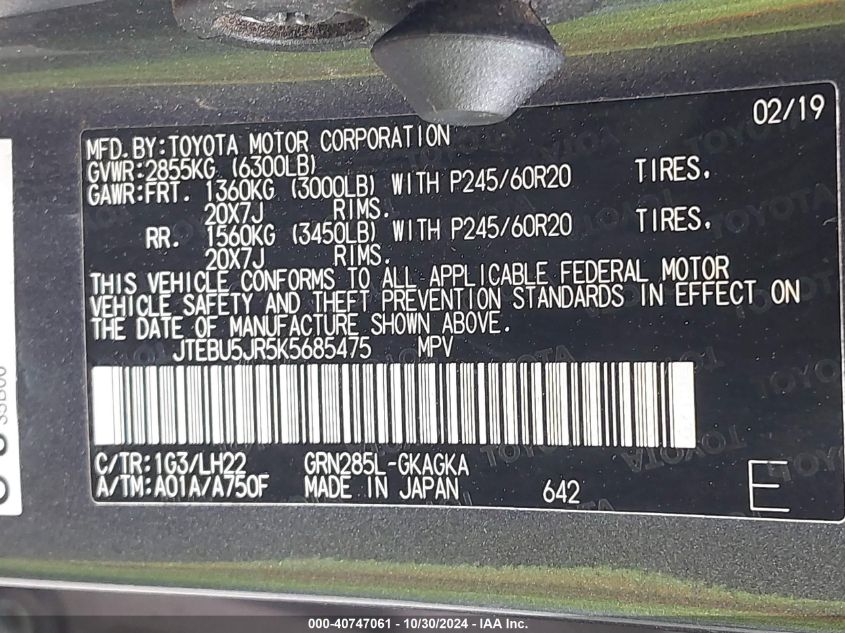 02/19
MFD.BY:TOYOTA MOTOR CORPORATION
GVWR:2855KG (6300LB)
GAWR:FRT. 1360KG (3000LB) WITH P245/60R20 TIRES.
20X7J RIMS.
RR. 1560KG (3450LB) WITH P245/60R20 TIRES.
20X7J RIMS.
THIS VEHICLE CONFORMS TO ALL APPLICABLE FEDERAL MOTOR
VEHICLE SAFETY AND THEFT PREVENTION STANDARDS IN EFFECT ON
THE DATE OF MANUFACTURE SHOWN ABOVE.
JTEBU5JR5K5685475 MPV
C/TR:1G3/LH22 GRN285L-GKAGKA
A/TM:A01A/A750F MADE IN JAPAN 642 E
000-40747061 - 10/30/2024 - IAA Inc.